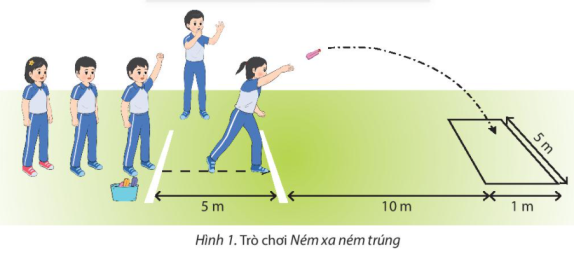 5 m
5 m
10 m
1 m
Hình 1. Trò chơi Ném xa ném trúng